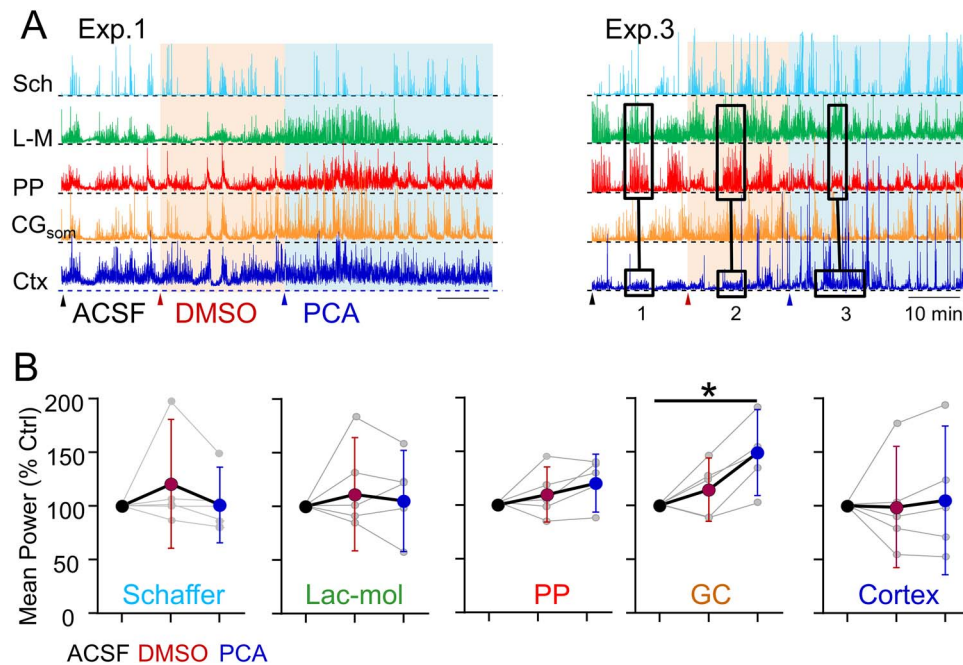 A
Exp.1
Exp.3
Sch
L-M
PP
CGsom
Ctx
ACSF DMSO PCA
1 2 3 10 min
B
Mean Power (% Ctrl)
200
150
100
50
0
*
Schaffer Lac-mol PP GC Cortex
ACSF DMSO PCA